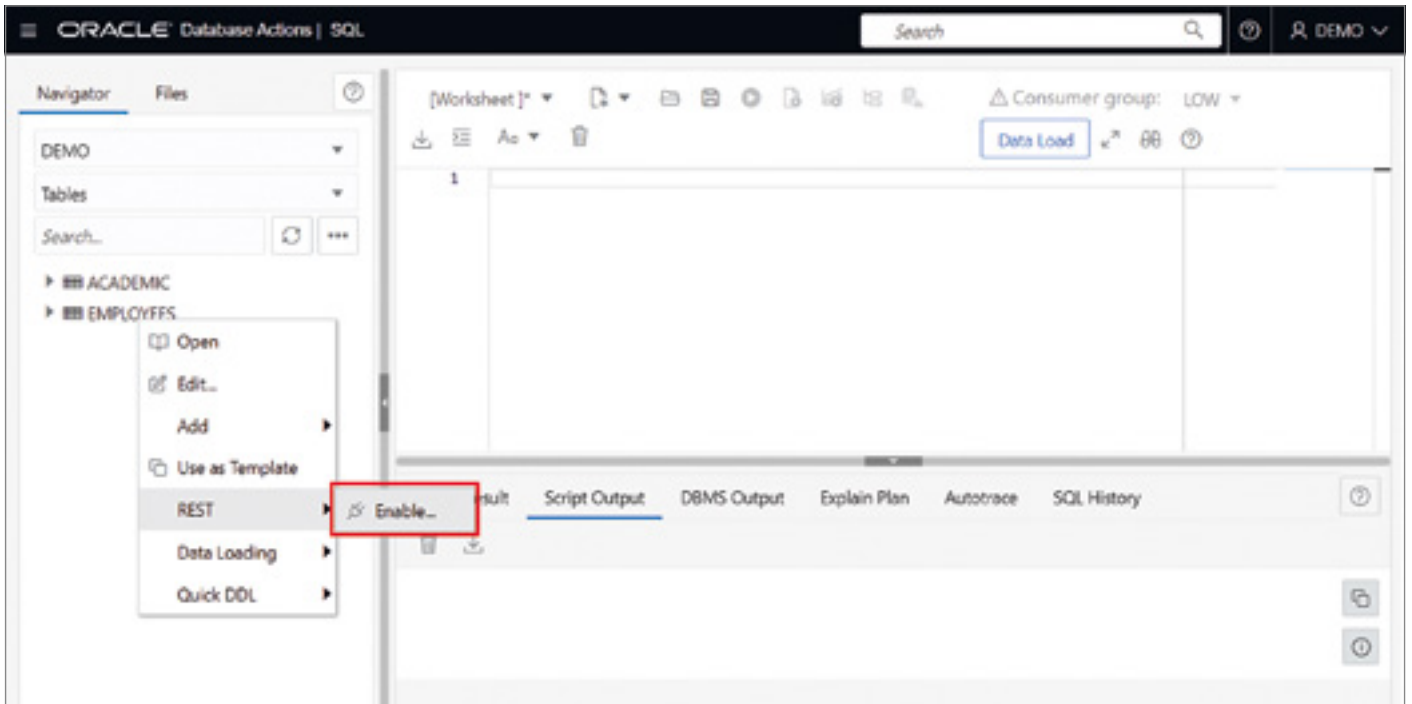 ORACLE Database Actions | SQL
Search
DEMO
Navigator Files
[Worksheet]*
Aa
Consumer group: LOW
Data Load
DEMO
Tables
Search...
ACADEMIC
EMPLOYEES
1
Open
Edit...
Add
Use as Template
REST
Enable...
Data Loading
Quick DDL
esult Script Output DBMS Output Explain Plan Autotrace SQL History